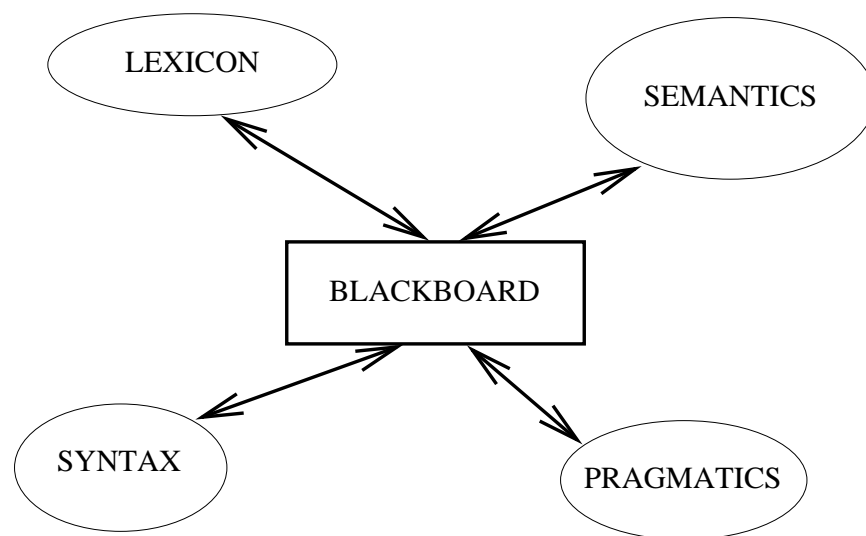 LEXICON
SEMANTICS
BLACKBOARD
SYNTAX
PRAGMATICS